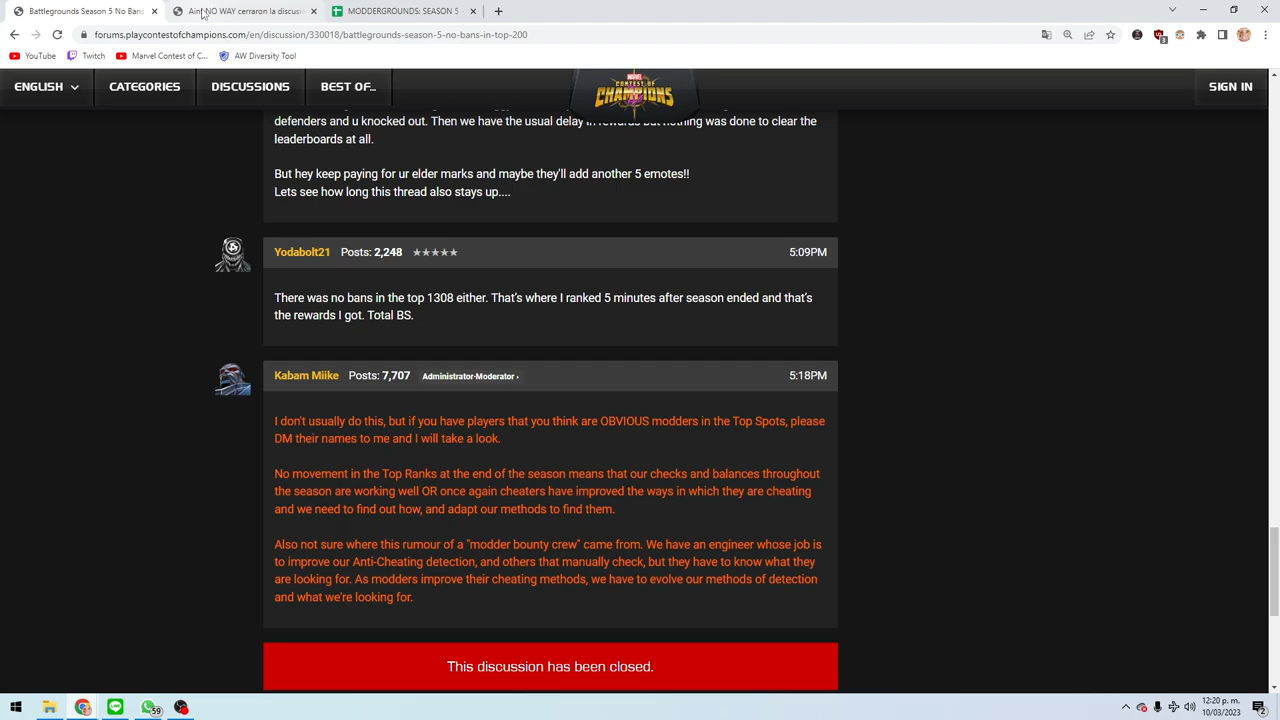 Battlegrounds Season 5 No Bans
Aint NO WAY cerraron la discusi
MODDERGROUNDS: SEASON 5 -
forums.playcontestofchampions.com/en/discussion/330018/battlegrounds-season-5-no-bans-in-top-200
3
YouTube
Twitch
Marvel Contest of C...
AW Diversity Tool
ENGLISH
CATEGORIES
DISCUSSIONS
BEST OF...
MARVEL
CONTEST OF
CHAMPIONS
SIGN IN
defenders and u knocked out. Then we have the usual delay in rewards but nothing was done to clear the
leaderboards at all.
But hey keep paying for ur elder marks and maybe they'll add another 5 emotes!!
Lets see how long this thread also stays up....
Yodabolt21 Posts: 2,248 ★★★★★ 5:09PM
There was no bans in the top 1308 either. That's where I ranked 5 minutes after season ended and that's
the rewards I got. Total BS.
Kabam Miike Posts: 7,707 Administrator·Moderator › 5:18PM
I don't usually do this, but if you have players that you think are OBVIOUS modders in the Top Spots, please
DM their names to me and I will take a look.
No movement in the Top Ranks at the end of the season means that our checks and balances throughout
the season are working well OR once again cheaters have improved the ways in which they are cheating
and we need to find out how, and adapt our methods to find them.
Also not sure where this rumour of a "modder bounty crew" came from. We have an engineer whose job is
to improve our Anti-Cheating detection, and others that manually check, but they have to know what they
are looking for. As modders improve their cheating methods, we have to evolve our methods of detection
and what we're looking for.
This discussion has been closed.
59
12:20 p. m.
10/03/2023
2